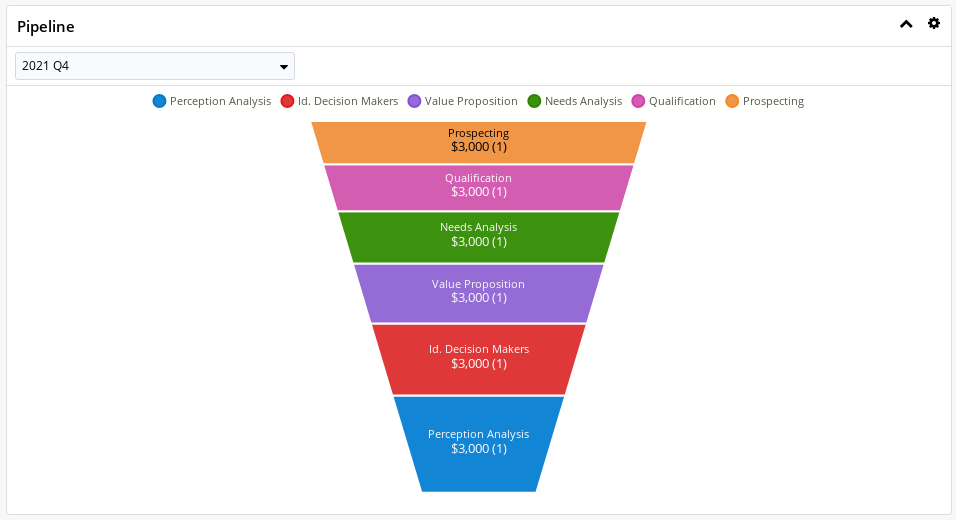 Pipeline
2021 Q4
Perception Analysis Id. Decision Makers Value Proposition Needs Analysis Qualification Prospecting
Prospecting
$3,000 (1)
Qualification
$3,000 (1)
Needs Analysis
$3,000 (1)
Value Proposition
$3,000 (1)
Id. Decision Makers
$3,000 (1)
Perception Analysis
$3,000 (1)